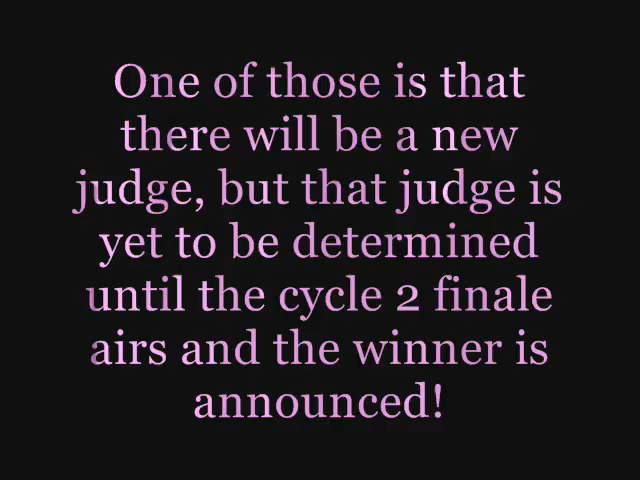 One of those is that
there will be a new
judge, but that judge is
yet to be determined
until the cycle 2 finale
airs and the winner is
announced!